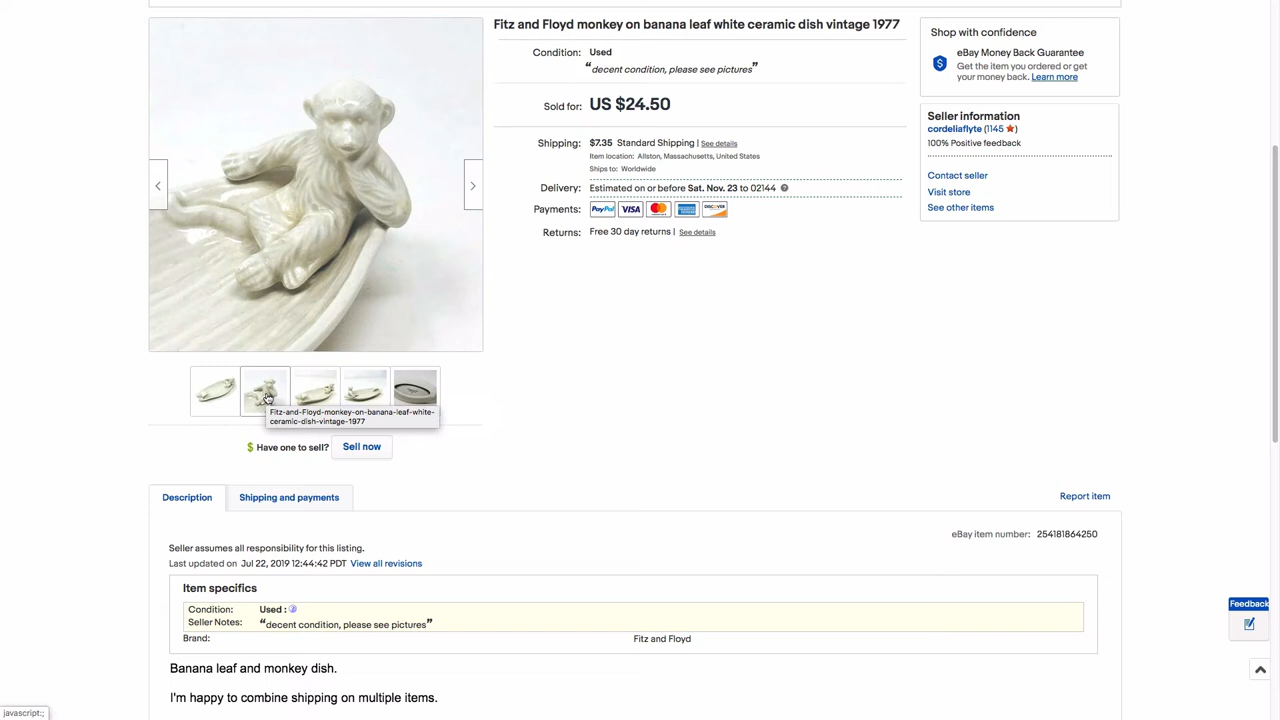 Fitz and Floyd monkey on banana leaf white ceramic dish vintage 1977
Condition: Used
“decent condition, please see pictures”
Sold for: US $24.50
Shipping: $7.35 Standard Shipping | See details
Item location: Allston, Massachusetts, United States
Ships to: Worldwide
Delivery: Estimated on or before Sat. Nov. 23 to 02144
Payments: PayPal VISA MasterCard AMERICAN EXPRESS DISCOVER
Returns: Free 30 day returns | See details
Shop with confidence
eBay Money Back Guarantee
Get the item you ordered or get
your money back. Learn more
Seller information
cordeliaflyte (1145 )
100% Positive feedback
Contact seller
Visit store
See other items
Fitz-and-Floyd-monkey-on-banana-leaf-white-
ceramic-dish-vintage-1977
Have one to sell? Sell now
Description Shipping and payments
Report item
eBay item number: 254181864250
Seller assumes all responsibility for this listing.
Last updated on Jul 22, 2019 12:44:42 PDT View all revisions
Item specifics
Condition: Used :
Seller Notes: “decent condition, please see pictures”
Brand: Fitz and Floyd
Banana leaf and monkey dish.
I'm happy to combine shipping on multiple items.
Feedback
javascript:;